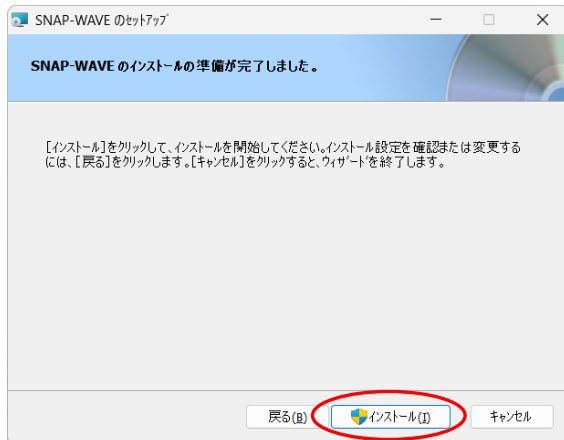 SNAP-WAVE のｾｯﾄｱｯﾌﾟ
SNAP-WAVE のｲﾝｽﾄｰﾙの準備が完了しました。
[ｲﾝｽﾄｰﾙ]をｸﾘｯｸして、ｲﾝｽﾄｰﾙを開始してください。ｲﾝｽﾄｰﾙ設定を確認または変更する
には、[戻る]をｸﾘｯｸします。[ｷｬﾝｾﾙ]をｸﾘｯｸすると、ｳｨｻﾞｰﾄﾞを終了します。
戻る(B) ｲﾝｽﾄｰﾙ(I) ｷｬﾝｾﾙ